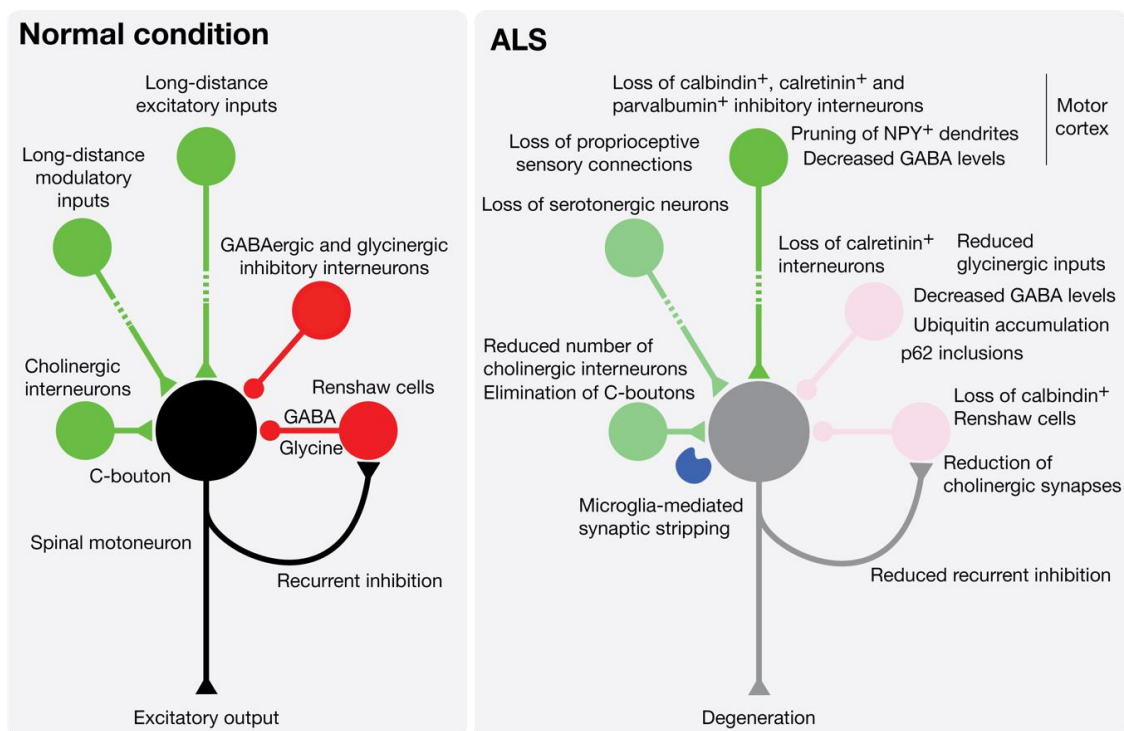 Normal condition
Long-distance
excitatory inputs
Long-distance
modulatory
inputs
GABAergic and glycinergic
inhibitory interneurons
Cholinergic
interneurons
Renshaw cells
GABA
Glycine
C-bouton
Spinal motoneuron
Recurrent inhibition
Excitatory output
ALS
Loss of calbindin⁺, calretinin⁺ and
parvalbumin⁺ inhibitory interneurons
Motor
cortex
Pruning of NPY⁺ dendrites
Decreased GABA levels
Loss of proprioceptive
sensory connections
Loss of serotonergic neurons
Loss of calretinin⁺
interneurons
Reduced
glycinergic inputs
Decreased GABA levels
Ubiquitin accumulation
p62 inclusions
Reduced number of
cholinergic interneurons
Elimination of C-boutons
Loss of calbindin⁺
Renshaw cells
Reduction of
cholinergic synapses
Microglia-mediated
synaptic stripping
Reduced recurrent inhibition
Degeneration